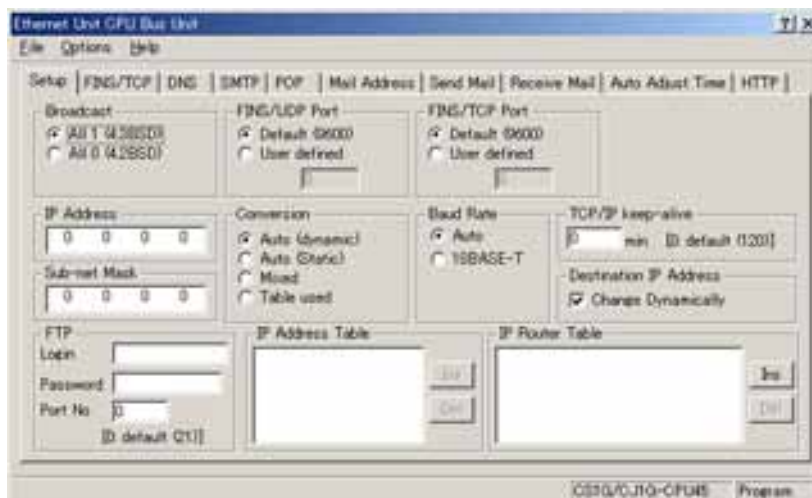 Ethernet Unit CPU Bus Unit
File Options Help
Setup FINS/TCP DNS SMTP POP Mail Address Send Mail Receive Mail Auto Adjust Time HTTP
Broadcast
All 1 (4.3BSD)
All 0 (4.2BSD)
FINS/UDP Port
Default (9600)
User defined
FINS/TCP Port
Default (9600)
User defined
IP Address
0 0 0 0
Sub-net Mask
0 0 0 0
Conversion
Auto (dynamic)
Auto (Static)
Mixed
Table used
Baud Rate
Auto
10BASE-T
TCP/IP keep-alive
0 min [0: default (120)]
Destination IP Address
Change Dynamically
FTP
Login
Password
Port No 0
[0: default (21)]
IP Address Table
Ins
Del
IP Router Table
Ins
Del
CS1G/CJ1G-CPU45 Program